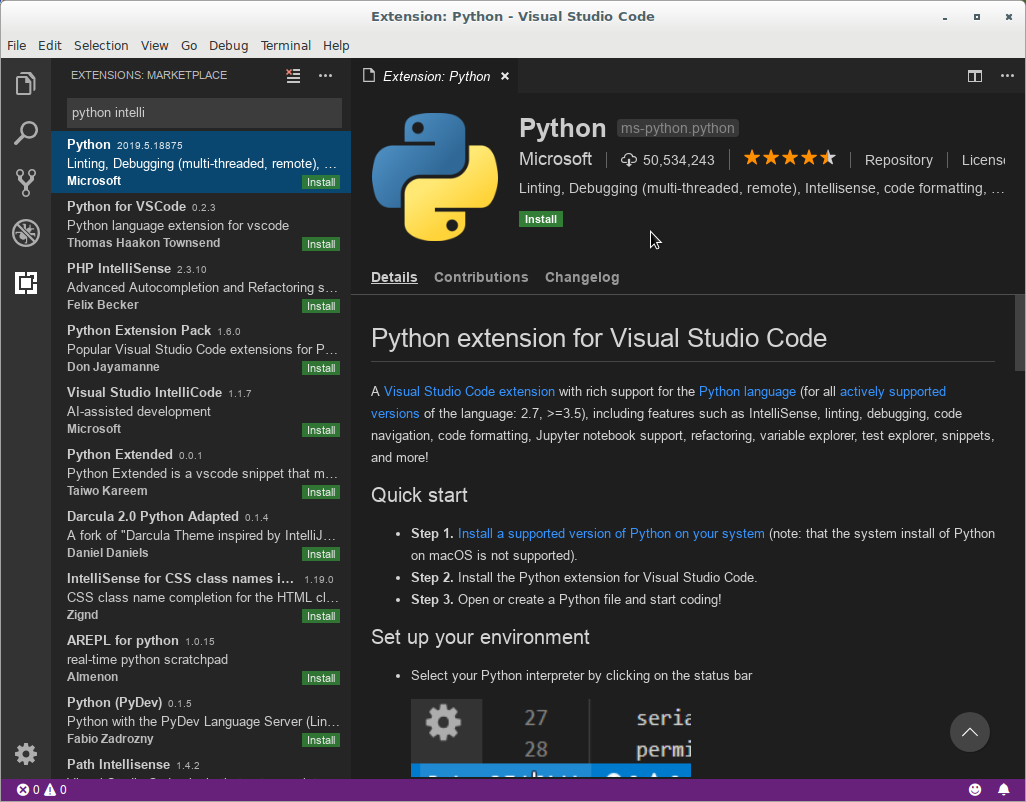 Extension: Python - Visual Studio Code
File Edit Selection View Go Debug Terminal Help
EXTENSIONS: MARKETPLACE
python intelli
Python 2019.5.18875
Linting, Debugging (multi-threaded, remote), ...
Microsoft Install
Python for VSCode 0.2.3
Python language extension for vscode
Thomas Haakon Townsend Install
PHP IntelliSense 2.3.10
Advanced Autocompletion and Refactoring s...
Felix Becker Install
Python Extension Pack 1.6.0
Popular Visual Studio Code extensions for P...
Don Jayamanne Install
Visual Studio IntelliCode 1.1.7
AI-assisted development
Microsoft Install
Python Extended 0.0.1
Python Extended is a vscode snippet that m...
Taiwo Kareem Install
Darcula 2.0 Python Adapted 0.1.4
A fork of "Darcula Theme inspired by IntelliJ...
Daniel Daniels Install
IntelliSense for CSS class names i... 1.19.0
CSS class name completion for the HTML cl...
Zignd Install
AREPL for python 1.0.15
real-time python scratchpad
Almenon Install
Python (PyDev) 0.1.5
Python with the PyDev Language Server (Lin...
Fabio Zadrozny Install
Path Intellisense 1.4.2
Extension: Python
Python ms-python.python
Microsoft 50,534,243 Repository Licens
Linting, Debugging (multi-threaded, remote), Intellisense, code formatting, ...
Install
Details Contributions Changelog
Python extension for Visual Studio Code
A Visual Studio Code extension with rich support for the Python language (for all actively supported
versions of the language: 2.7, >=3.5), including features such as IntelliSense, linting, debugging, code
navigation, code formatting, Jupyter notebook support, refactoring, variable explorer, test explorer, snippets,
and more!
Quick start
• Step 1. Install a supported version of Python on your system (note: that the system install of Python
on macOS is not supported).
• Step 2. Install the Python extension for Visual Studio Code.
• Step 3. Open or create a Python file and start coding!
Set up your environment
• Select your Python interpreter by clicking on the status bar
27 seria
28 permi
0 0